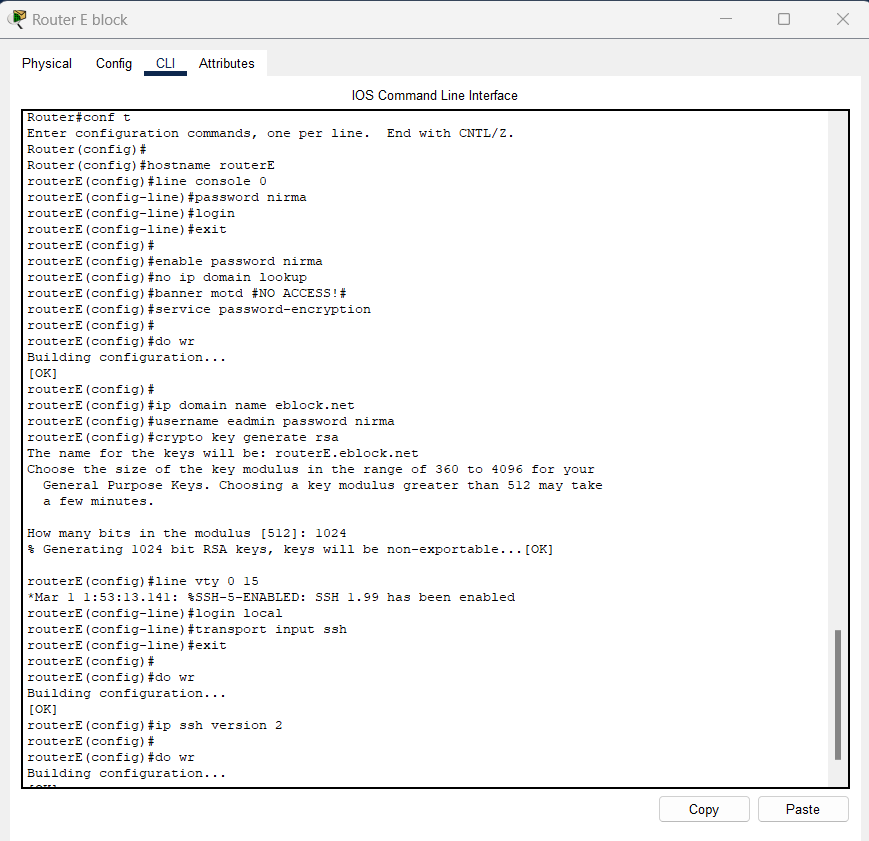 Router E block
Physical Config CLI Attributes
IOS Command Line Interface
Router#conf t
Enter configuration commands, one per line.  End with CNTL/Z.
Router(config)#
Router(config)#hostname routerE
routerE(config)#line console 0
routerE(config-line)#password nirma
routerE(config-line)#login
routerE(config-line)#exit
routerE(config)#
routerE(config)#enable password nirma
routerE(config)#no ip domain lookup
routerE(config)#banner motd #NO ACCESS!#
routerE(config)#service password-encryption
routerE(config)#
routerE(config)#do wr
Building configuration...
[OK]
routerE(config)#
routerE(config)#ip domain name eblock.net
routerE(config)#username eadmin password nirma
routerE(config)#crypto key generate rsa
The name for the keys will be: routerE.eblock.net
Choose the size of the key modulus in the range of 360 to 4096 for your
  General Purpose Keys. Choosing a key modulus greater than 512 may take
  a few minutes.
How many bits in the modulus [512]: 1024
% Generating 1024 bit RSA keys, keys will be non-exportable...[OK]
routerE(config)#line vty 0 15
*Mar 1 1:53:13.141: %SSH-5-ENABLED: SSH 1.99 has been enabled
routerE(config-line)#login local
routerE(config-line)#transport input ssh
routerE(config-line)#exit
routerE(config)#
routerE(config)#do wr
Building configuration...
[OK]
routerE(config)#ip ssh version 2
routerE(config)#
routerE(config)#do wr
Building configuration...
[OK]
Copy Paste